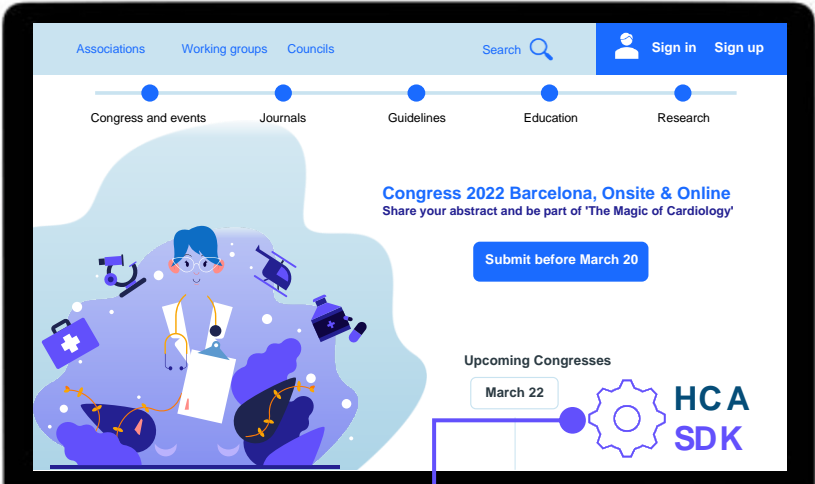 Associations Working groups Councils Search Sign in Sign up
Congress and events Journals Guidelines Education Research
Congress 2022 Barcelona, Onsite & Online
Share your abstract and be part of 'The Magic of Cardiology'
Submit before March 20
Upcoming Congresses
March 22
HCA
SDK